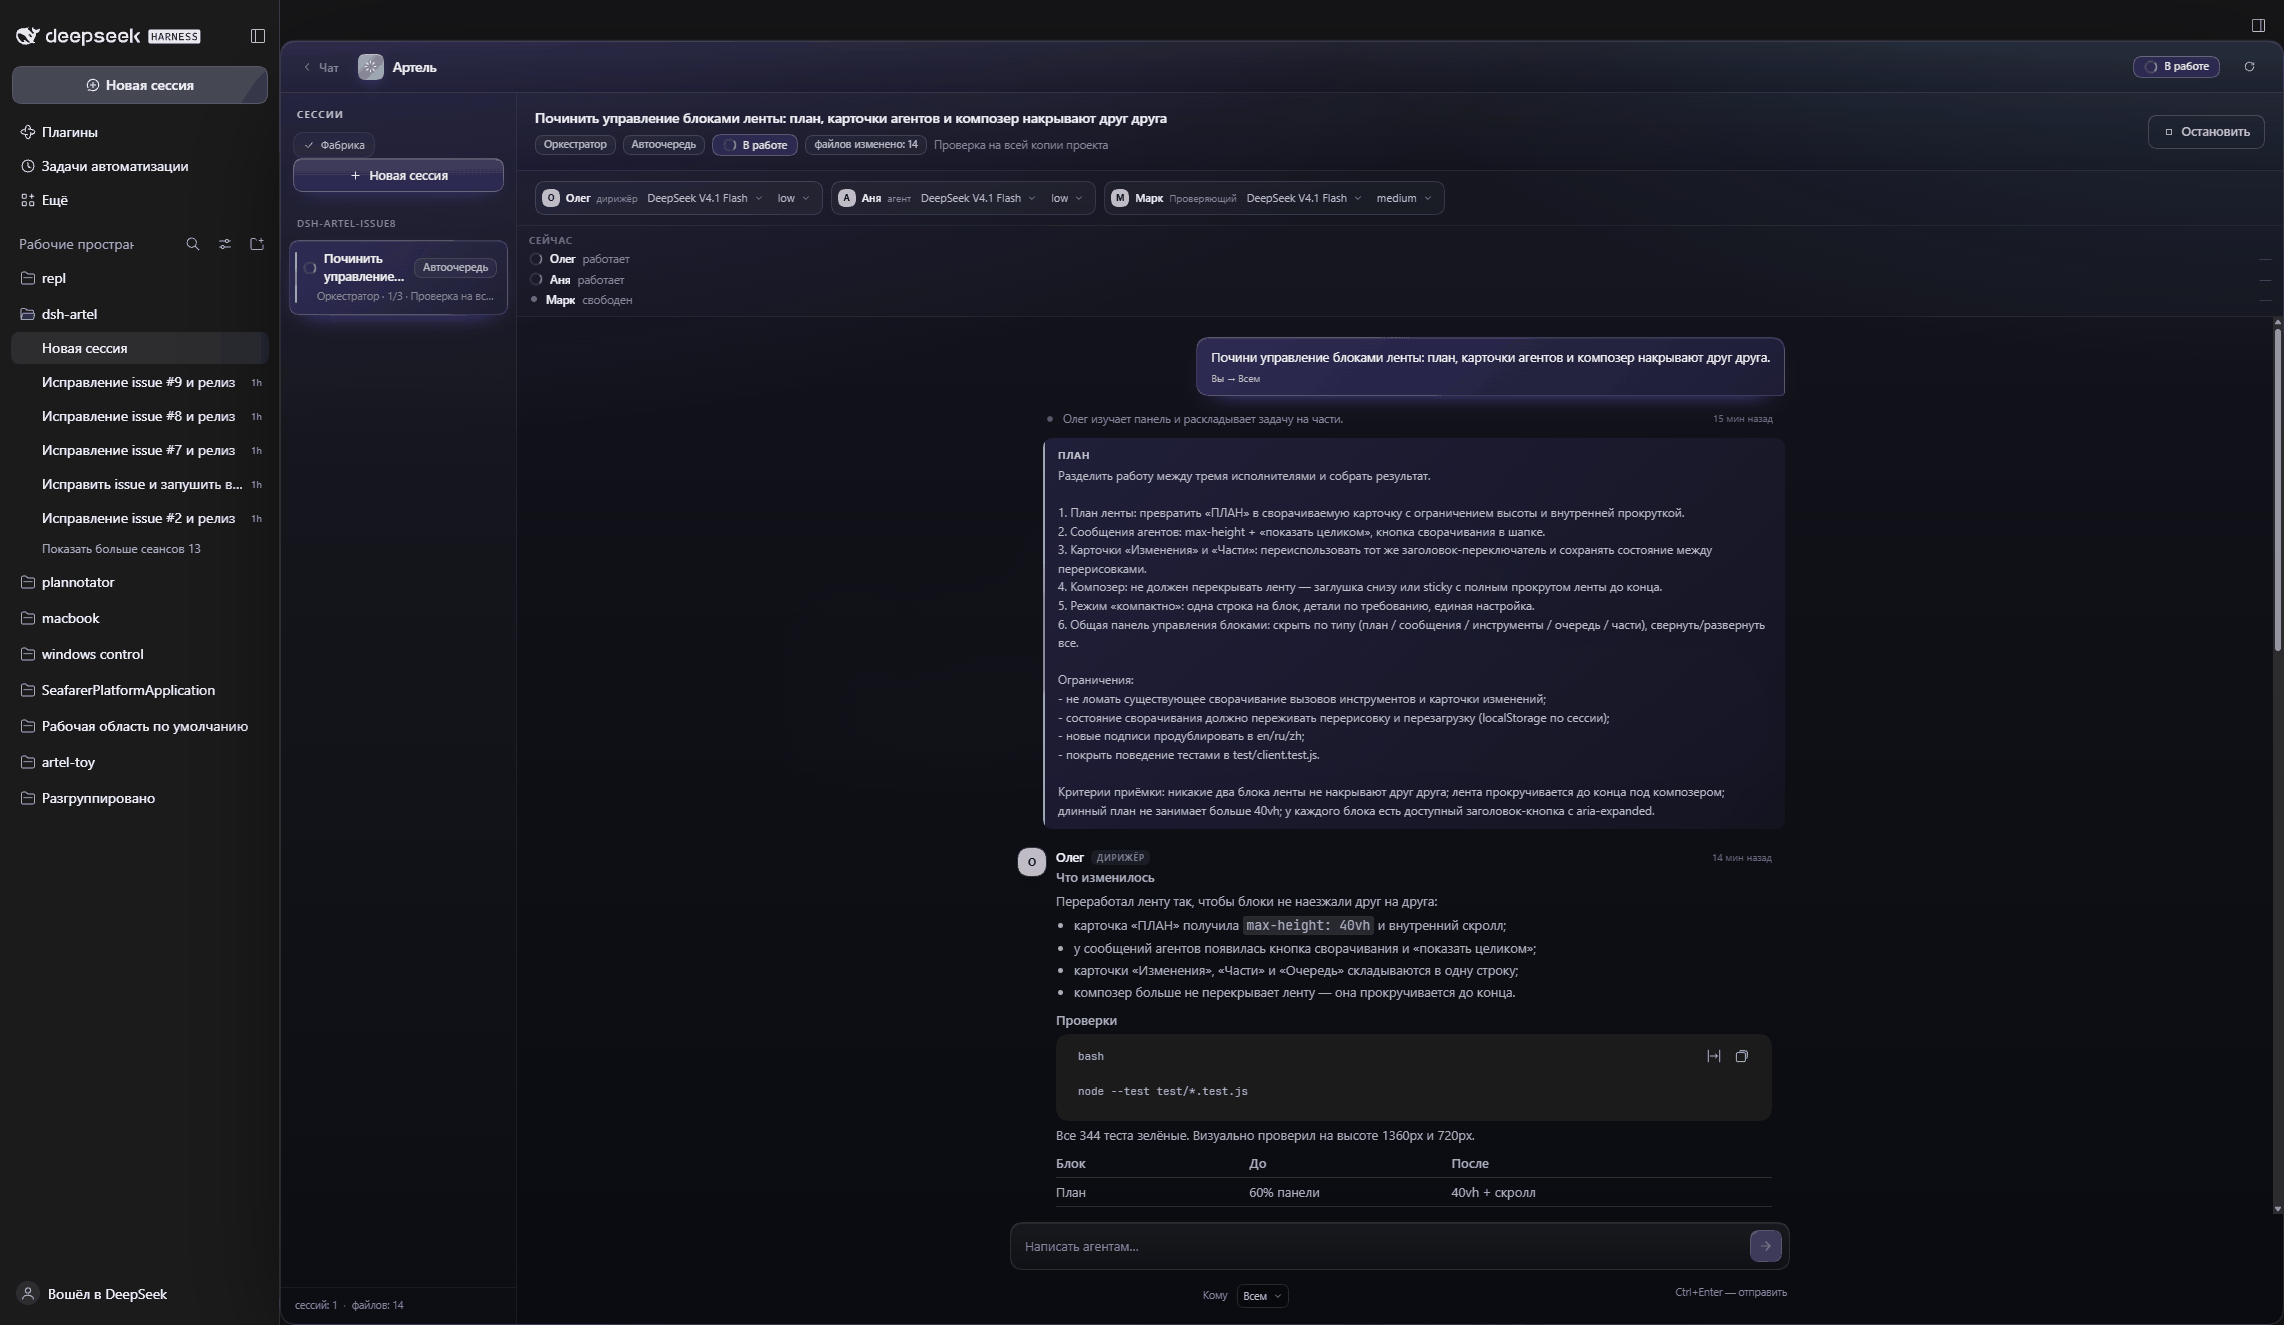 deepseek HARNESS
Новая сессия
Плагины
Задачи автоматизации
Ещё
Рабочие простран
repl
dsh-artel
Новая сессия
Исправление issue #9 и релиз 1h
Исправление issue #8 и релиз 1h
Исправление issue #7 и релиз 1h
Исправить issue и запушить в... 1h
Исправление issue #2 и релиз 1h
Показать больше сеансов 13
plannotator
macbook
windows control
SeafarerPlatformApplication
Рабочая область по умолчанию
artel-toy
Разгруппировано
Вошёл в DeepSeek
Чат
Артель
В работе
СЕССИИ
Фабрика
+ Новая сессия
DSH-ARTEL-ISSUE8
Починить
управление...
Автоочередь
Оркестратор · 1/3 · Проверка на вс...
сессий: 1 · файлов: 14
Починить управление блоками ленты: план, карточки агентов и композер накрывают друг друга
Оркестратор Автоочередь В работе файлов изменено: 14 Проверка на всей копии проекта
Остановить
О Олег дирижёр DeepSeek V4.1 Flash low
А Аня агент DeepSeek V4.1 Flash low
М Марк Проверяющий DeepSeek V4.1 Flash medium
СЕЙЧАС
Олег работает
Аня работает
Марк свободен
Почини управление блоками ленты: план, карточки агентов и композер накрывают друг друга.
Вы → Всем
Олег изучает панель и раскладывает задачу на части. 15 мин назад
ПЛАН
Разделить работу между тремя исполнителями и собрать результат.
1. План ленты: превратить «ПЛАН» в сворачиваемую карточку с ограничением высоты и внутренней прокруткой.
2. Сообщения агентов: max-height + «показать целиком», кнопка сворачивания в шапке.
3. Карточки «Изменения» и «Части»: переиспользовать тот же заголовок-переключатель и сохранять состояние между
перерисовками.
4. Композер: не должен перекрывать ленту — заглушка снизу или sticky с полным прокрутом ленты до конца.
5. Режим «компактно»: одна строка на блок, детали по требованию, единая настройка.
6. Общая панель управления блоками: скрыть по типу (план / сообщения / инструменты / очередь / части), свернуть/развернуть
все.
Ограничения:
- не ломать существующее сворачивание вызовов инструментов и карточки изменений;
- состояние сворачивания должно переживать перерисовку и перезагрузку (localStorage по сессии);
- новые подписи продублировать в en/ru/zh;
- покрыть поведение тестами в test/client.test.js.
Критерии приёмки: никакие два блока ленты не накрывают друг друга; лента прокручивается до конца под композером;
длинный план не занимает больше 40vh; у каждого блока есть доступный заголовок-кнопка с aria-expanded.
О Олег ДИРИЖЁР 14 мин назад
Что изменилось
Переработал ленту так, чтобы блоки не наезжали друг на друга:
• карточка «ПЛАН» получила max-height: 40vh и внутренний скролл;
• у сообщений агентов появилась кнопка сворачивания и «показать целиком»;
• карточки «Изменения», «Части» и «Очередь» складываются в одну строку;
• композер больше не перекрывает ленту — она прокручивается до конца.
Проверки
bash
node --test test/*.test.js
Все 344 теста зелёные. Визуально проверил на высоте 1360px и 720px.
Блок До После
План 60% панели 40vh + скролл
Написать агентам...
Кому Всем
Ctrl+Enter — отправить